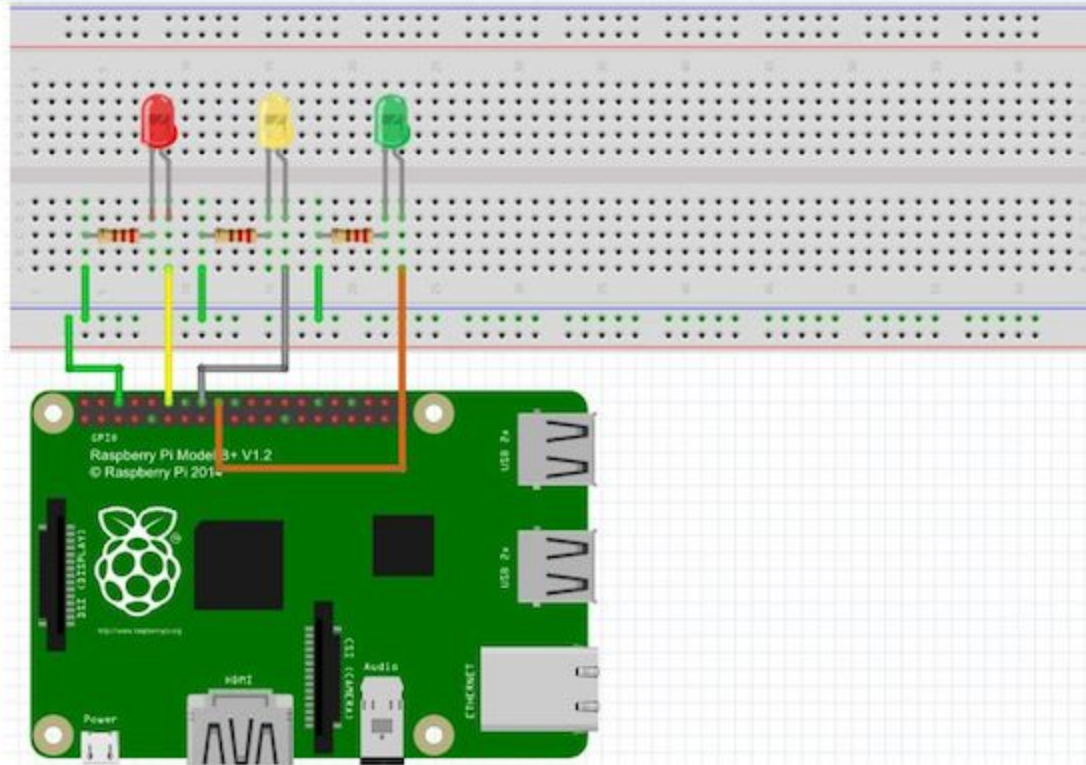 GPIO
Raspberry Pi Model B+ V1.2
© Raspberry Pi 2014
DSI (DISPLAY)
USB 2x
USB 2x
CSI (CAMERA)
Audio
ETHERNET
HDMI
Power